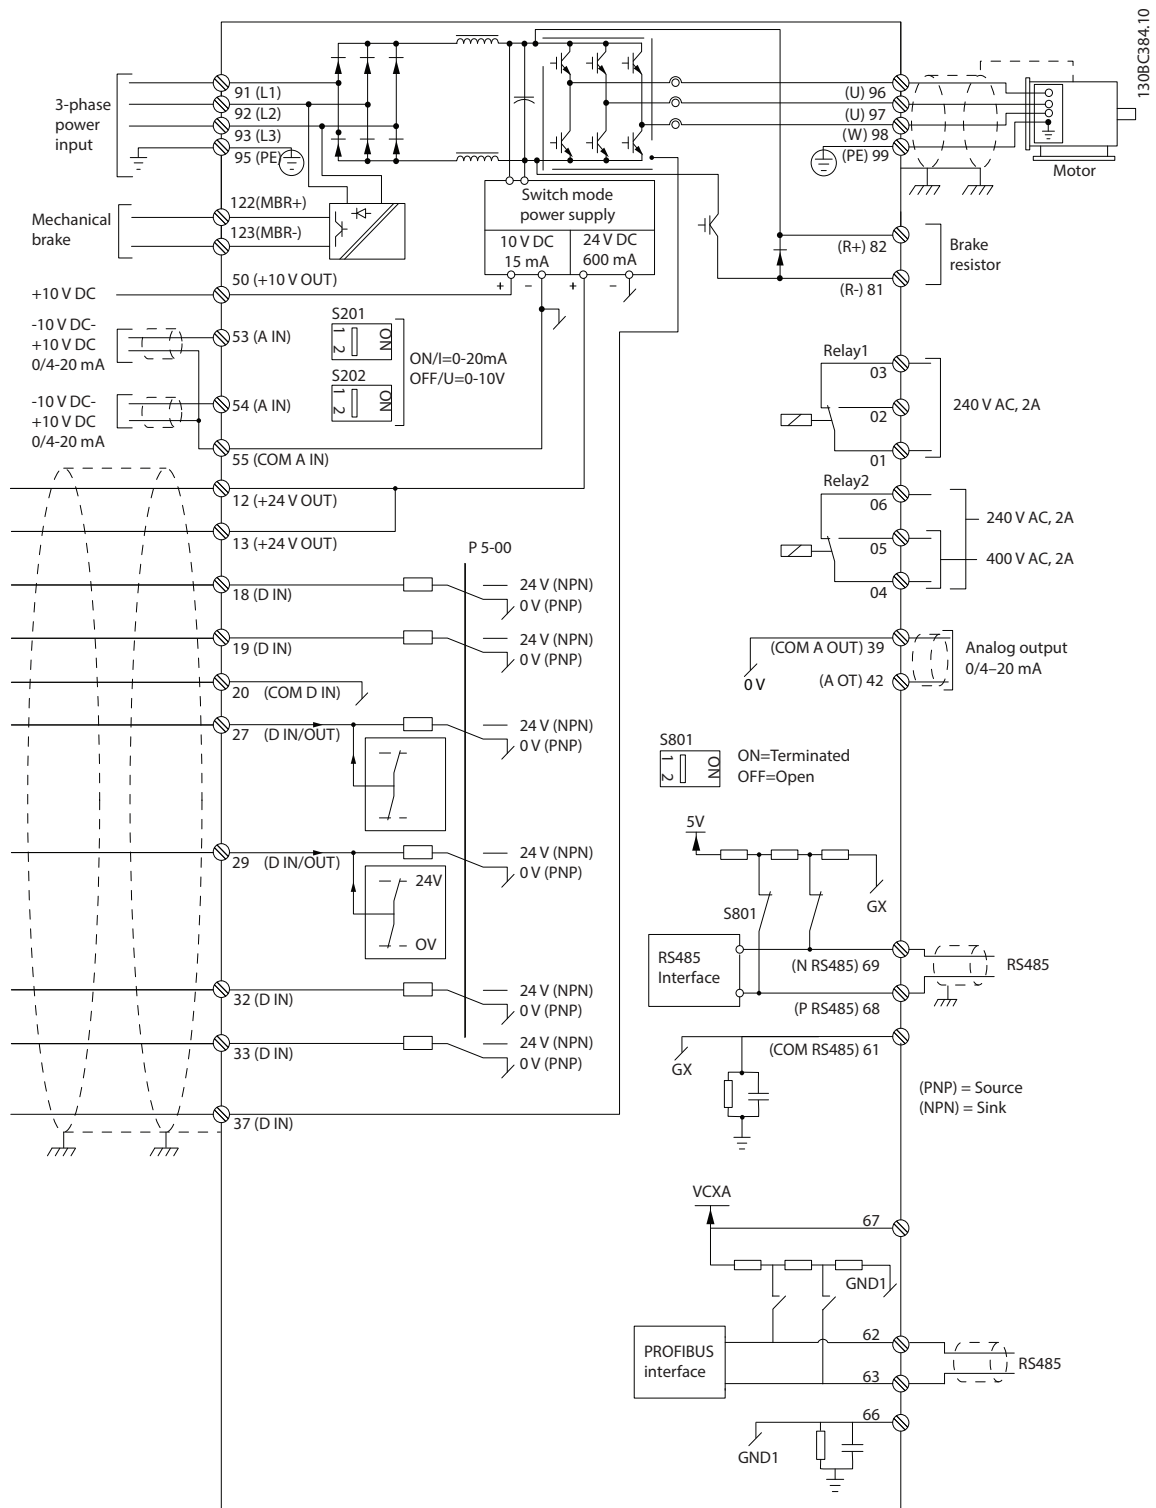 130BC384.10
3-phase
power
input
91 (L1)
92 (L2)
93 (L3)
95 (PE)
(U) 96
(U) 97
(W) 98
(PE) 99
Motor
Switch mode
power supply
10 V DC
15 mA
24 V DC
600 mA
+
−
+
−
Mechanical
brake
122(MBR+)
123(MBR-)
(R+) 82
(R-) 81
Brake
resistor
+10 V DC
50 (+10 V OUT)
-10 V DC-
+10 V DC
0/4-20 mA
53 (A IN)
S201
1
2
ON
S202
1
2
ON
ON/I=0-20mA
OFF/U=0-10V
-10 V DC-
+10 V DC
0/4-20 mA
54 (A IN)
55 (COM A IN)
12 (+24 V OUT)
13 (+24 V OUT)
Relay1
03
02
01
240 V AC, 2A
Relay2
06
05
04
240 V AC, 2A
400 V AC, 2A
P 5-00
18 (D IN)
24 V (NPN)
0 V (PNP)
19 (D IN)
24 V (NPN)
0 V (PNP)
20 (COM D IN)
27 (D IN/OUT)
24 V (NPN)
0 V (PNP)
29 (D IN/OUT)
24 V (NPN)
0 V (PNP)
24V
OV
32 (D IN)
24 V (NPN)
0 V (PNP)
33 (D IN)
24 V (NPN)
0 V (PNP)
37 (D IN)
(COM A OUT) 39
0 V
(A OT) 42
Analog output
0/4–20 mA
S801
1
2
ON
ON=Terminated
OFF=Open
5V
GX
S801
RS485
Interface
(N RS485) 69
(P RS485) 68
RS485
(COM RS485) 61
GX
(PNP) = Source
(NPN) = Sink
VCXA
67
GND1
PROFIBUS
interface
62
63
RS485
66
GND1